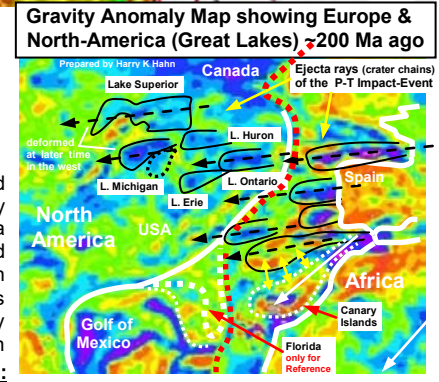 Gravity Anomaly Map showing Europe &
North-America (Great Lakes) ~200 Ma ago
Prepared by Harry K Hahn
Canada
Ejecta rays (crater chains)
of the P-T Impact-Event
Lake Superior
deformed
at later time
in the west
L. Huron
L. Michigan
L. Erie
L. Ontario
Spain
North
America
USA
Africa
Gulf of
Mexico
Canary
Islands
Florida
only for
Reference
d
y
a
d
n
s
y
n
: